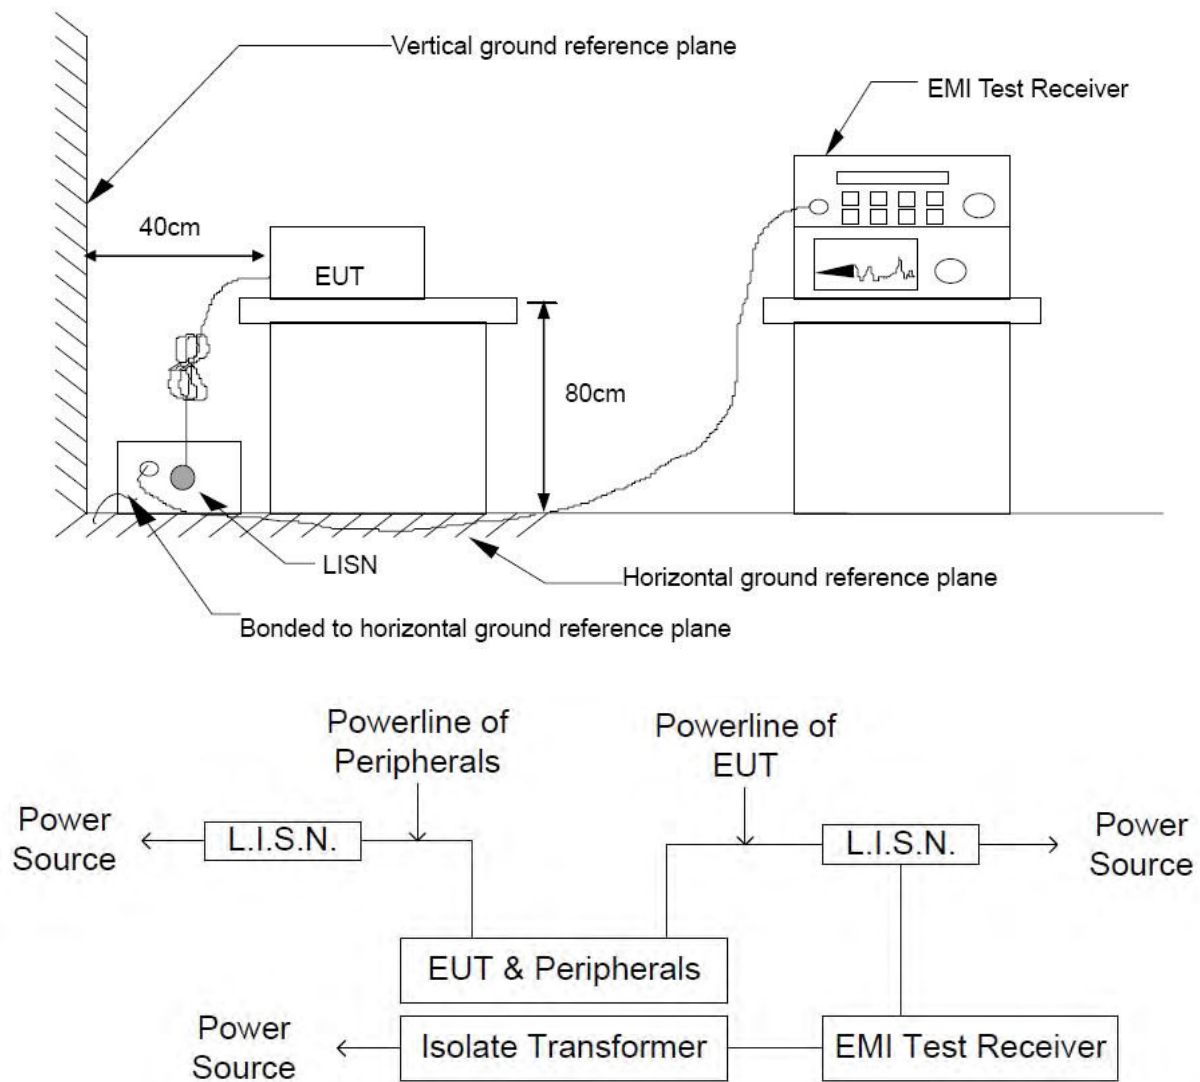 Vertical ground reference plane
EMI Test Receiver
40cm
EUT
80cm
LISN
Horizontal ground reference plane
Bonded to horizontal ground reference plane
Powerline of
Peripherals
Powerline of
EUT
Power
Source
L.I.S.N.
L.I.S.N.
Power
Source
EUT & Peripherals
Power
Source
Isolate Transformer
EMI Test Receiver